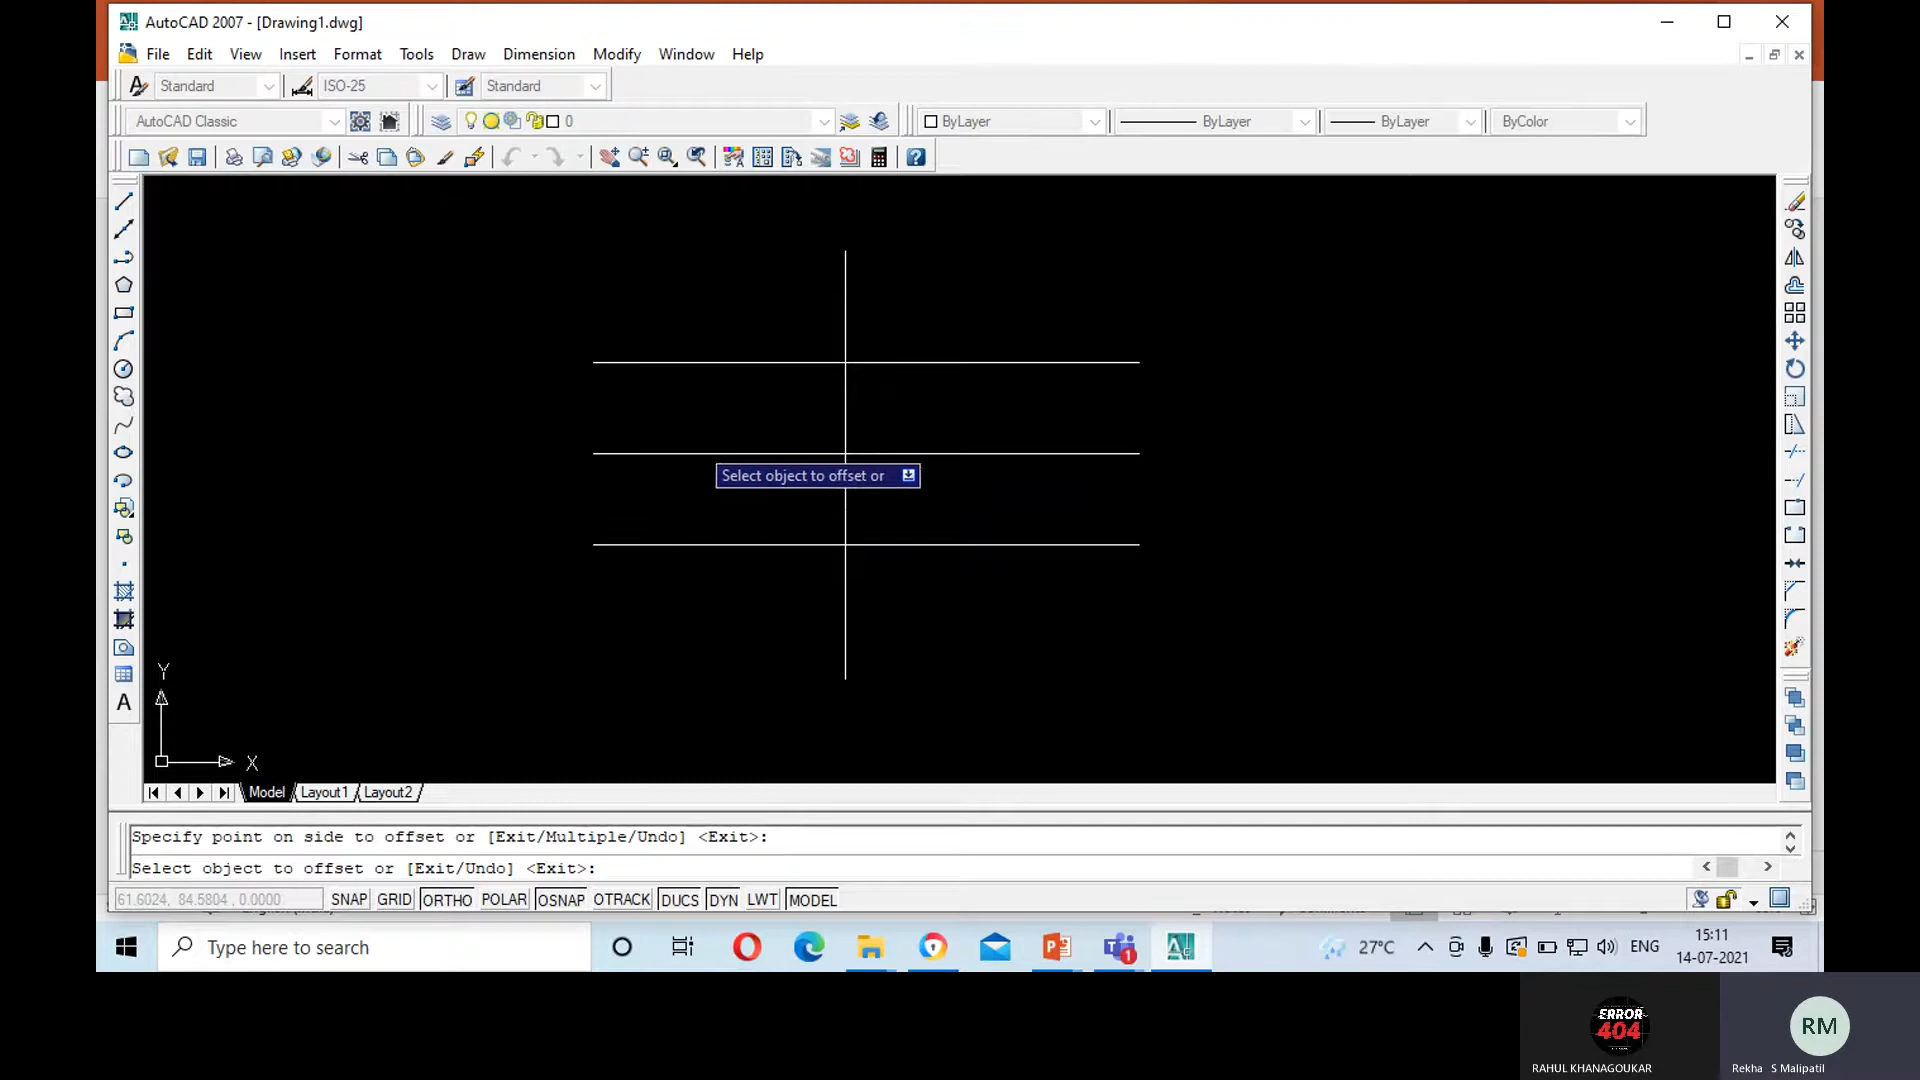 AutoCAD 2007 - [Drawing1.dwg]
File Edit View Insert Format Tools Draw Dimension Modify Window Help
Standard ISO-25 Standard
AutoCAD Classic 0 ByLayer ByLayer ByLayer ByColor
Select object to offset or
Y
X
A
Model Layout1 Layout2
Specify point on side to offset or [Exit/Multiple/Undo] <Exit>:
Select object to offset or [Exit/Undo] <Exit>:
61.6024, 84.5804, 0.0000 SNAP GRID ORTHO POLAR OSNAP OTRACK DUCS DYN LWT MODEL
Type here to search 1 27°C ENG 15:11
14-07-2021
ERROR
404
RM
RAHUL KHANAGOUKAR Rekha S Malipatil